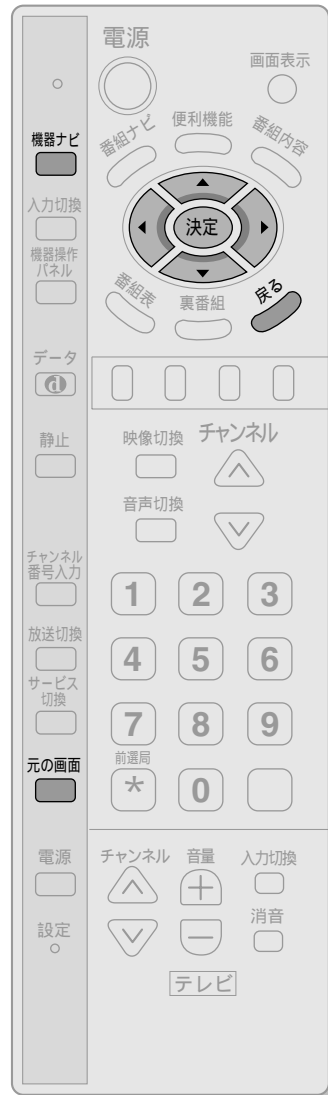 電源
画面表示
機器ナビ
番組ナビ
便利機能
番組内容
入力切換
決定
機器操作
パネル
番組表
裏番組
戻る
データ
d
静止
映像切換
チャンネル
音声切換
チャンネル
番号入力
1 2 3
放送切換
4 5 6
サービス
切換
7 8 9
元の画面
前選局
* 0
電源
チャンネル
音量
入力切換
設定
消音
テレビ